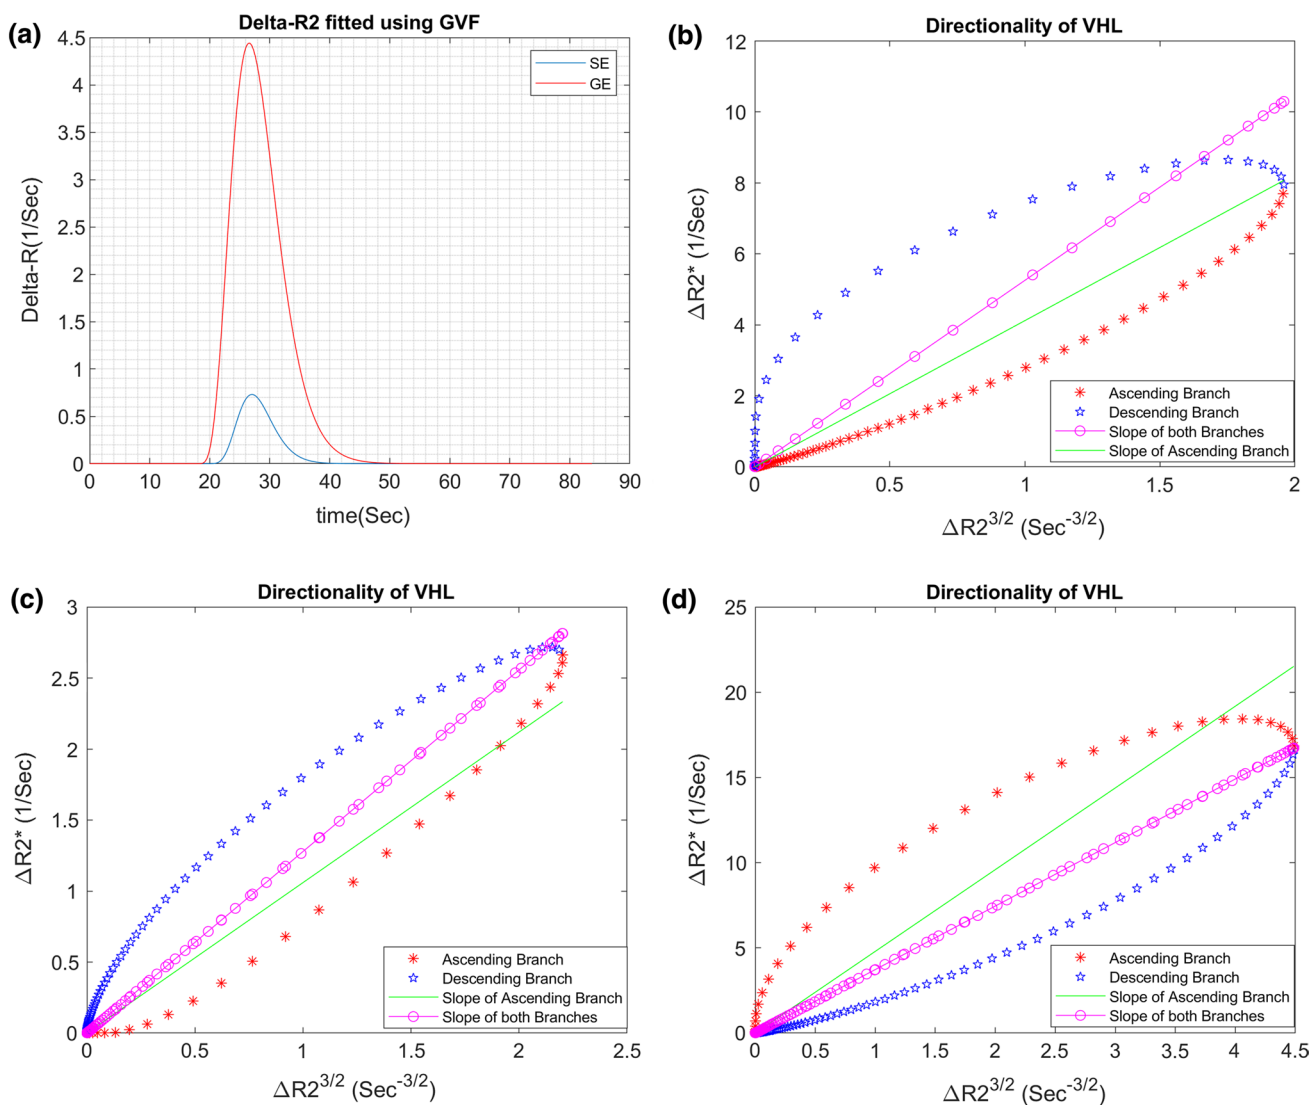 (a)
Delta-R2 fitted using GVF
4.5
4
3.5
3
2.5
2
1.5
1
0.5
0
Delta-R(1/Sec)
SE
GE
0 10 20 30 40 50 60 70 80 90
time(Sec)
(b)
Directionality of VHL
12
10
8
6
4
2
0
ΔR2* (1/Sec)
Ascending Branch
Descending Branch
Slope of both Branches
Slope of Ascending Branch
0 0.5 1 1.5 2
ΔR2^3/2 (Sec^-3/2)
(c)
Directionality of VHL
3
2.5
2
1.5
1
0.5
0
ΔR2* (1/Sec)
Ascending Branch
Descending Branch
Slope of Ascending Branch
Slope of both Branches
0 0.5 1 1.5 2 2.5
ΔR2^3/2 (Sec^-3/2)
(d)
Directionality of VHL
25
20
15
10
5
0
ΔR2* (1/Sec)
Ascending Branch
Descending Branch
Slope of Ascending Branch
Slope of both Branches
0 0.5 1 1.5 2 2.5 3 3.5 4 4.5
ΔR2^3/2 (Sec^-3/2)